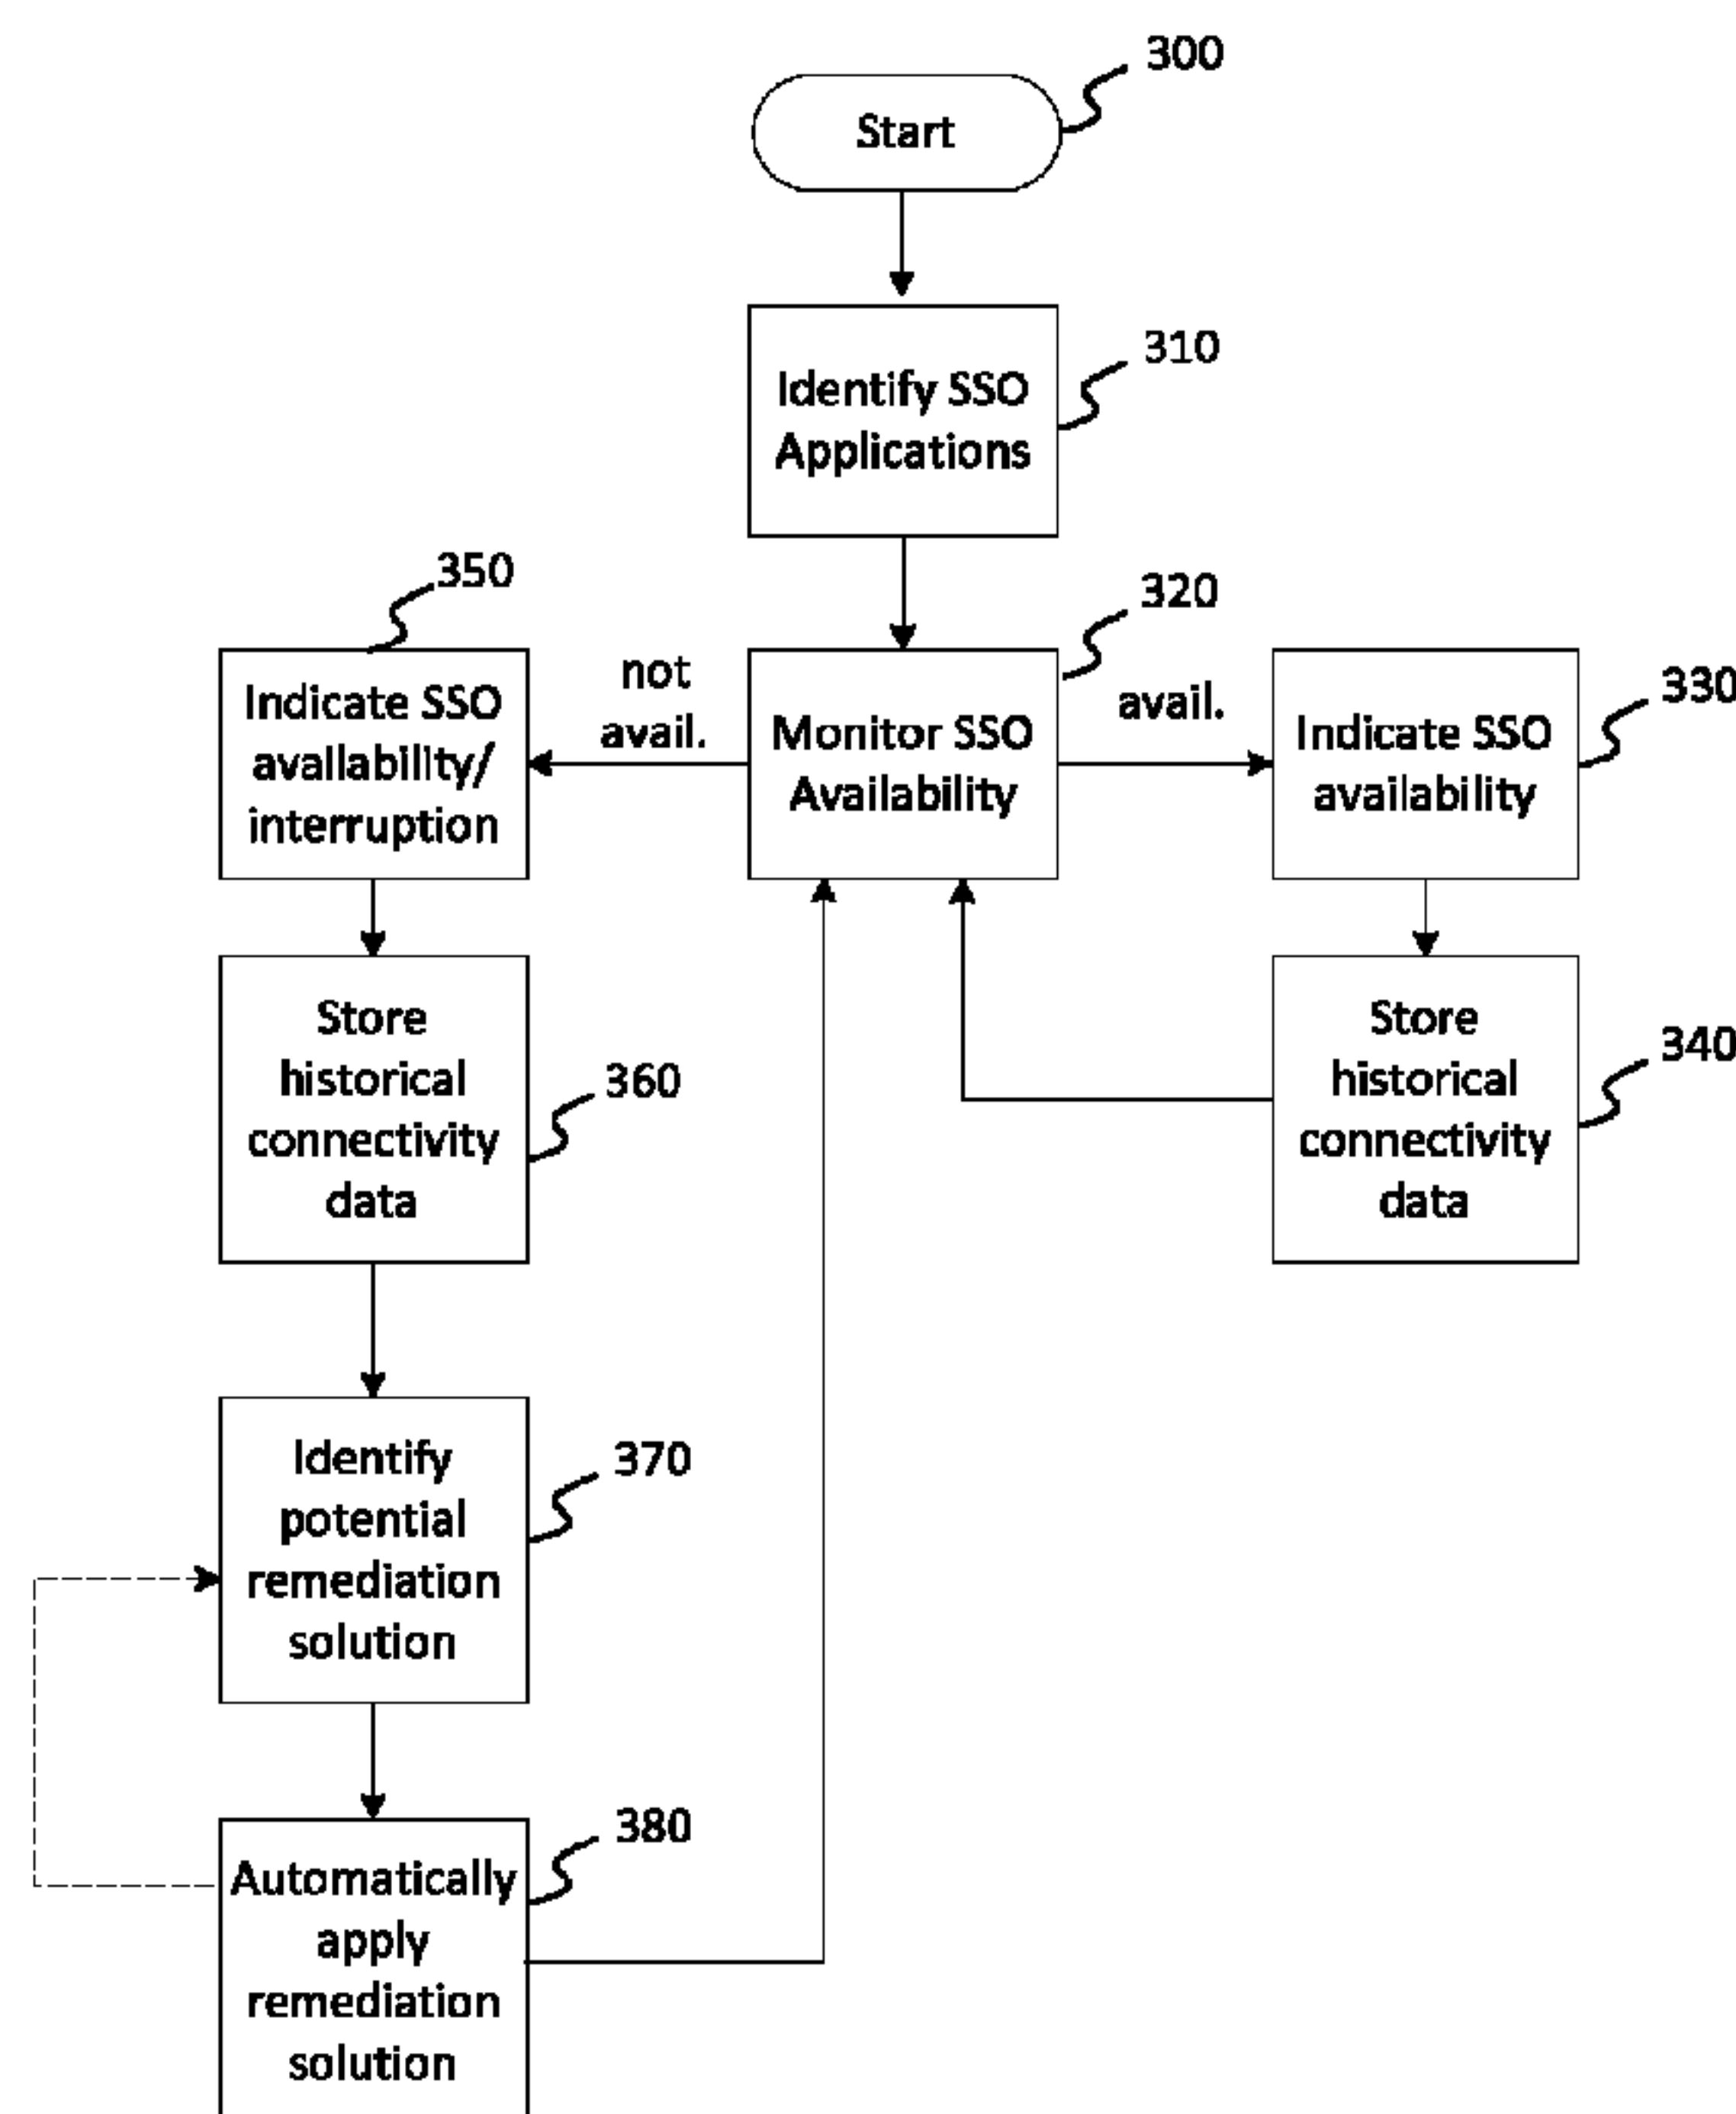 300
Start
310
Identify SSO
Applications
350
320
330
Indicate SSO
availability/
interruption
not
avail.
Monitor SSO
Availability
avail.
Indicate SSO
availability
Store
historical
connectivity
data
360
Store
historical
connectivity
data
340
Identify
potential
remediation
solution
370
Automatically
apply
remediation
solution
380